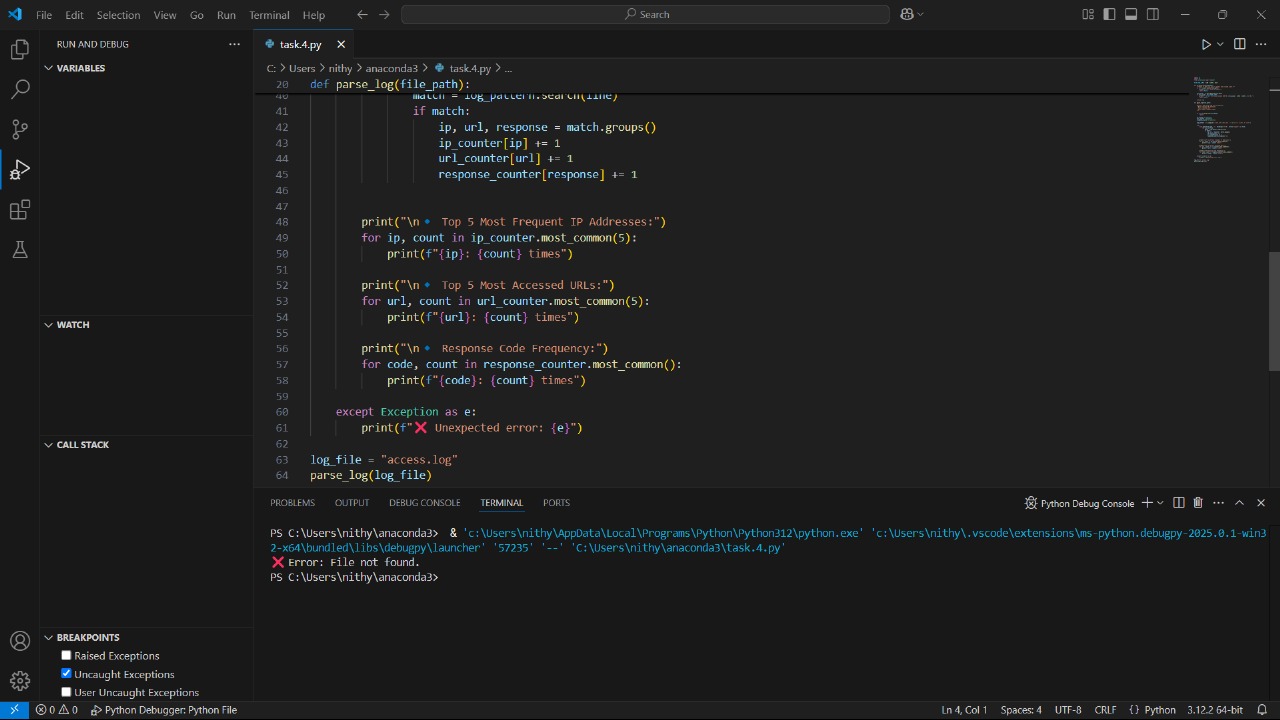 File Edit Selection View Go Run Terminal Help
Search
RUN AND DEBUG
VARIABLES
WATCH
CALL STACK
BREAKPOINTS
Raised Exceptions
Uncaught Exceptions
User Uncaught Exceptions
task.4.py
C: > Users > nithy > anaconda3 > task.4.py > ...
20 def parse_log(file_path):
40 match = log_pattern.search(line)
41 if match:
42 ip, url, response = match.groups()
43 ip_counter[ip] += 1
44 url_counter[url] += 1
45 response_counter[response] += 1
46
47
48 print("\n🔹 Top 5 Most Frequent IP Addresses:")
49 for ip, count in ip_counter.most_common(5):
50 print(f"{ip}: {count} times")
51
52 print("\n🔹 Top 5 Most Accessed URLs:")
53 for url, count in url_counter.most_common(5):
54 print(f"{url}: {count} times")
55
56 print("\n🔹 Response Code Frequency:")
57 for code, count in response_counter.most_common():
58 print(f"{code}: {count} times")
59
60 except Exception as e:
61 print(f"❌ Unexpected error: {e}")
62
63 log_file = "access.log"
64 parse_log(log_file)
PROBLEMS OUTPUT DEBUG CONSOLE TERMINAL PORTS
Python Debug Console
PS C:\Users\nithy\anaconda3> & 'c:\Users\nithy\AppData\Local\Programs\Python\Python312\python.exe' 'c:\Users\nithy\.vscode\extensions\ms-python.debugpy-2025.0.1-win3
2-x64\bundled\libs\debugpy\launcher' '57235' '--' 'C:\Users\nithy\anaconda3\task.4.py'
❌ Error: File not found.
PS C:\Users\nithy\anaconda3>
0 0 Python Debugger: Python File
Ln 4, Col 1 Spaces: 4 UTF-8 CRLF {} Python 3.12.2 64-bit